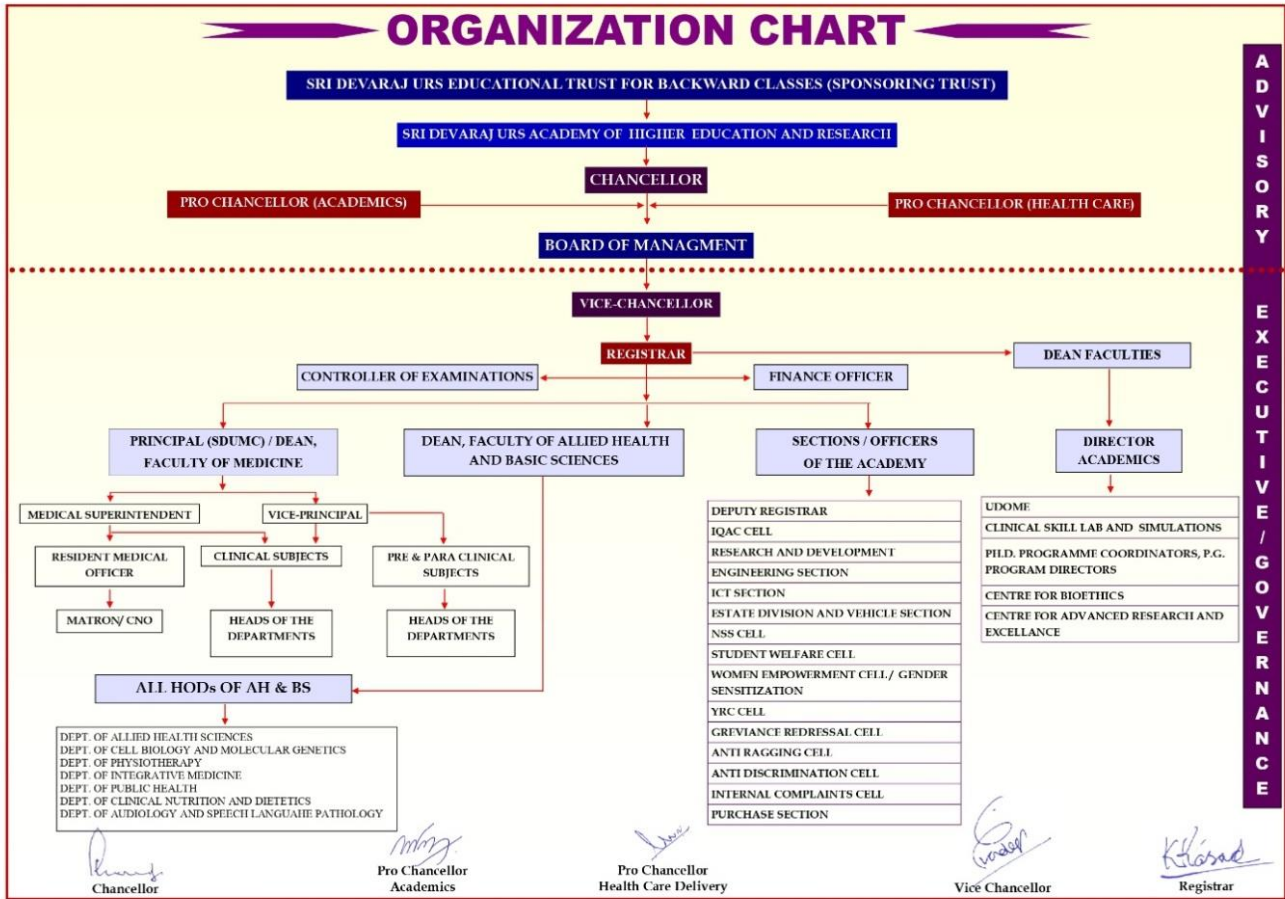 ORGANIZATION CHART
SRI DEVARAJ URS EDUCATIONAL TRUST FOR BACKWARD CLASSES (SPONSORING TRUST)
SRI DEVARAJ URS ACADEMY OF HIGHER EDUCATION AND RESEARCH
CHANCELLOR
PRO CHANCELLOR (ACADEMICS)
PRO CHANCELLOR (HEALTH CARE)
BOARD OF MANAGMENT
ADVISORY
VICE-CHANCELLOR
REGISTRAR
DEAN FACULTIES
CONTROLLER OF EXAMINATIONS
FINANCE OFFICER
EXECUTIVE / GOVERNANCE
PRINCIPAL (SDUMC) / DEAN,
FACULTY OF MEDICINE
DEAN, FACULTY OF ALLIED HEALTH
AND BASIC SCIENCES
SECTIONS / OFFICERS
OF THE ACADEMY
DIRECTOR
ACADEMICS
MEDICAL SUPERINTENDENT
VICE-PRINCIPAL
RESIDENT MEDICAL
OFFICER
CLINICAL SUBJECTS
PRE & PARA CLINICAL
SUBJECTS
MATRON/ CNO
HEADS OF THE
DEPARTMENTS
HEADS OF THE
DEPARTMENTS
ALL HODs OF AH & BS
DEPT. OF ALLIED HEALTH SCIENCES
DEPT. OF CELL BIOLOGY AND MOLECULAR GENETICS
DEPT. OF PHYSIOTHERAPY
DEPT. OF INTEGRATIVE MEDICINE
DEPT. OF PUBLIC HEALTH
DEPT. OF CLINICAL NUTRITION AND DIETETICS
DEPT. OF AUDIOLOGY AND SPEECH LANGUAHE PATHOLOGY
DEPUTY REGISTRAR
IQAC CELL
RESEARCH AND DEVELOPMENT
ENGINEERING SECTION
ICT SECTION
ESTATE DIVISION AND VEHICLE SECTION
NSS CELL
STUDENT WELFARE CELL
WOMEN EMPOWERMENT CELL / GENDER
SENSITIZATION
YRC CELL
GREVIANCE REDRESSAL CELL
ANTI RAGGING CELL
ANTI DISCRIMINATION CELL
INTERNAL COMPLAINTS CELL
PURCHASE SECTION
UDOME
CLINICAL SKILL LAB AND SIMULATIONS
PH.D. PROGRAMME COORDINATORS, P.G.
PROGRAM DIRECTORS
CENTRE FOR BIOETHICS
CENTRE FOR ADVANCED RESEARCH AND
EXCELLANCE
Chancellor
Pro Chancellor
Academics
Pro Chancellor
Health Care Delivery
Vice Chancellor
Registrar